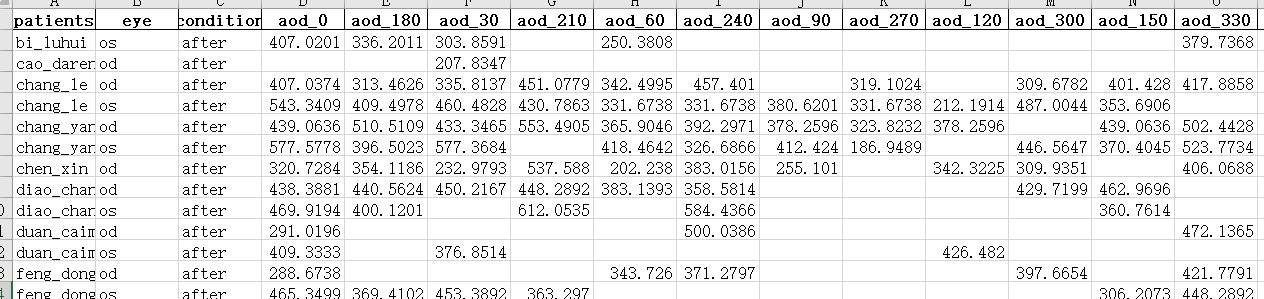 A B C D E F G H I J K L M N O
patients eye condition aod_0 aod_180 aod_30 aod_210 aod_60 aod_240 aod_90 aod_270 aod_120 aod_300 aod_150 aod_330
bi_luhui os after 407.0201 336.2011 303.8591 250.3808 379.7368
cao_daren od after 207.8347
chang_le od after 407.0374 313.4626 335.8137 451.0779 342.4995 457.401 319.1024 309.6782 401.428 417.8858
chang_le os after 543.3409 409.4978 460.4828 430.7863 331.6738 331.6738 380.6201 331.6738 212.1914 487.0044 353.6906
chang_yan od after 439.0636 510.5109 433.3465 553.4905 365.9046 392.2971 378.2596 323.8232 378.2596 439.0636 502.4428
chang_yan os after 577.5778 396.5023 577.3684 418.4642 326.6866 412.424 186.9489 446.5647 370.4045 523.7734
chen_xin od after 320.7284 354.1186 232.9793 537.588 202.238 383.0156 255.101 342.3225 309.9351 406.0688
diao_chan od after 438.3881 440.5624 450.2167 448.2892 383.1393 358.5814 429.7199 462.9696
diao_chan os after 469.9194 400.1201 612.0535 584.4366 360.7614
duan_caim od after 291.0196 500.0386 472.1365
duan_caim os after 409.3333 376.8514 426.482
feng_dong od after 288.6738 343.726 371.2797 397.6654 421.7791
feng_dong os after 465.3499 369.4102 453.3892 363.297 306.2073 448.2892